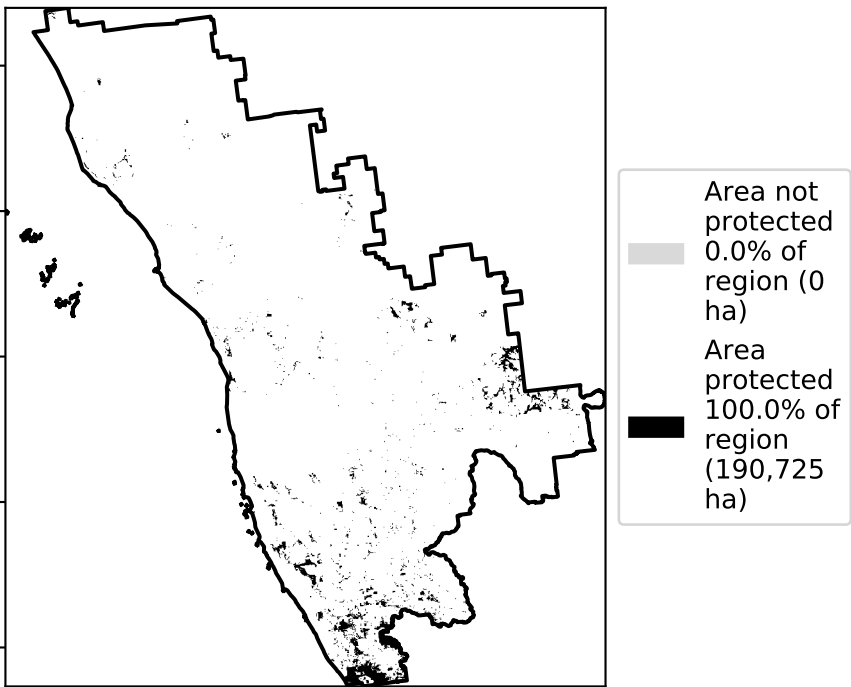 Area not
protected
0.0% of
region (0
ha)
Area
protected
100.0% of
region
(190,725
ha)